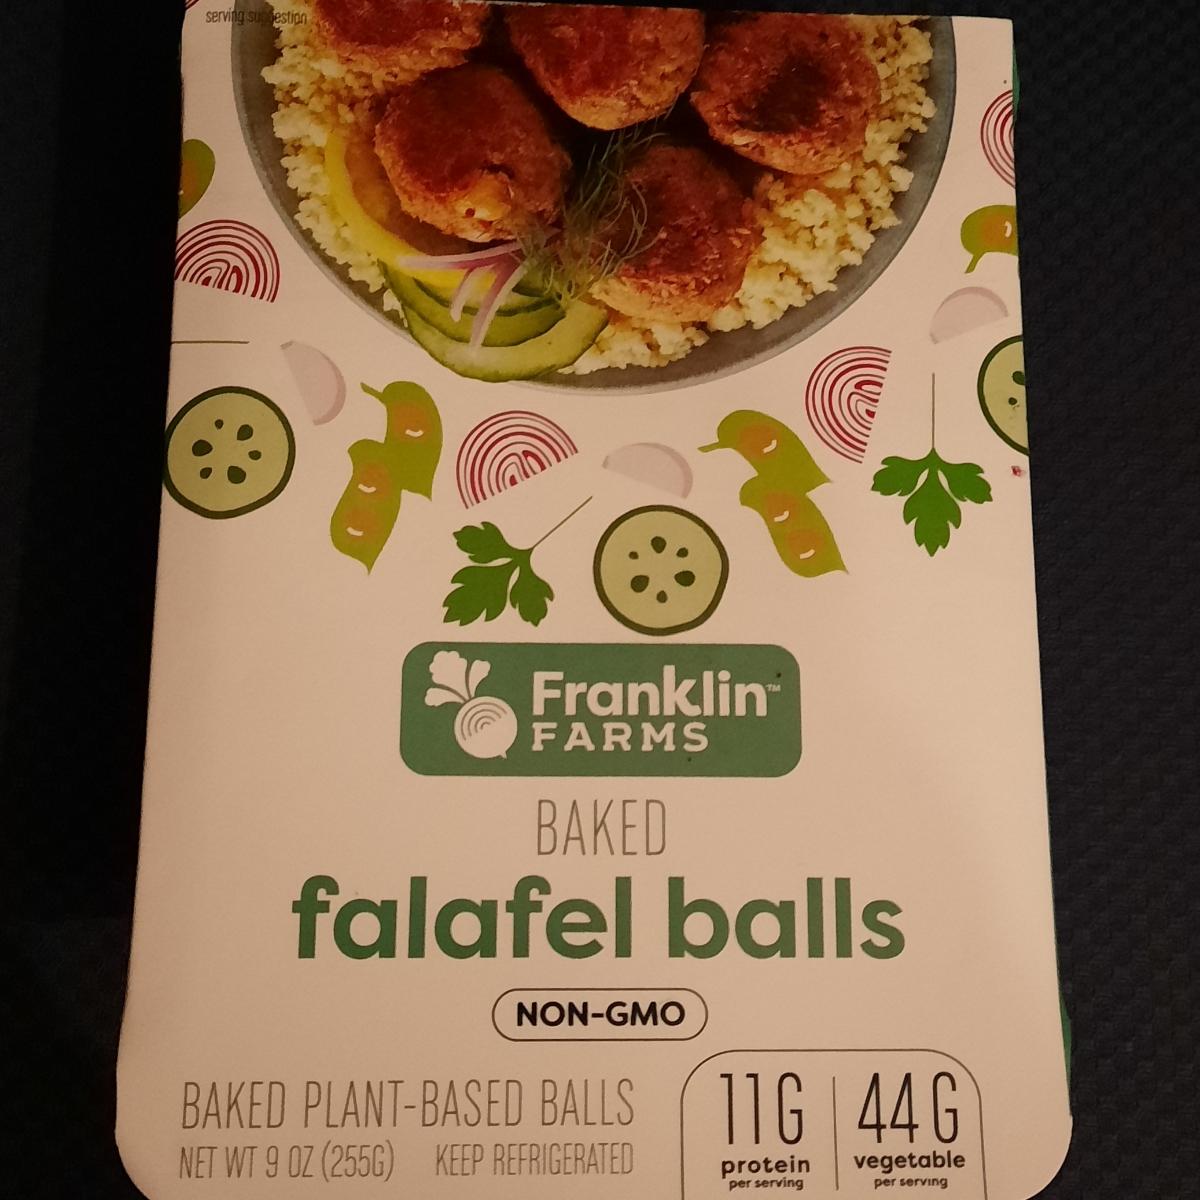 serving suggestion
Franklin™
FARMS
BAKED
falafel balls
NON-GMO
BAKED PLANT-BASED BALLS
NET WT 9 OZ (255G) KEEP REFRIGERATED
11G
protein
per serving
44G
vegetable
per serving